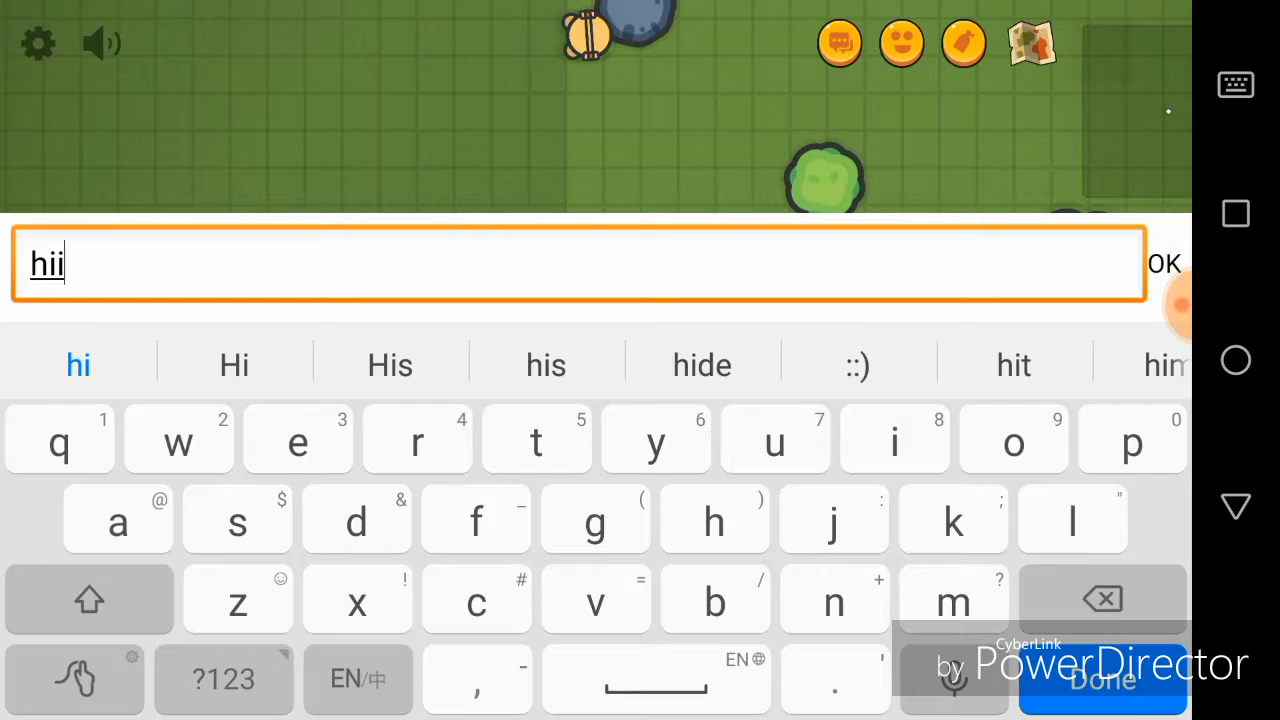 hii
OK
hi Hi His his hide ::) hit him
1 2 3 4 5 6 7 8 9 0
q w e r t y u i o p
@ $ & _ ( ) : ; "
a s d f g h j k l
! # = / + ?
z x c v b n m
?123 EN/中 , - EN . ' Done
CyberLink
by PowerDirector